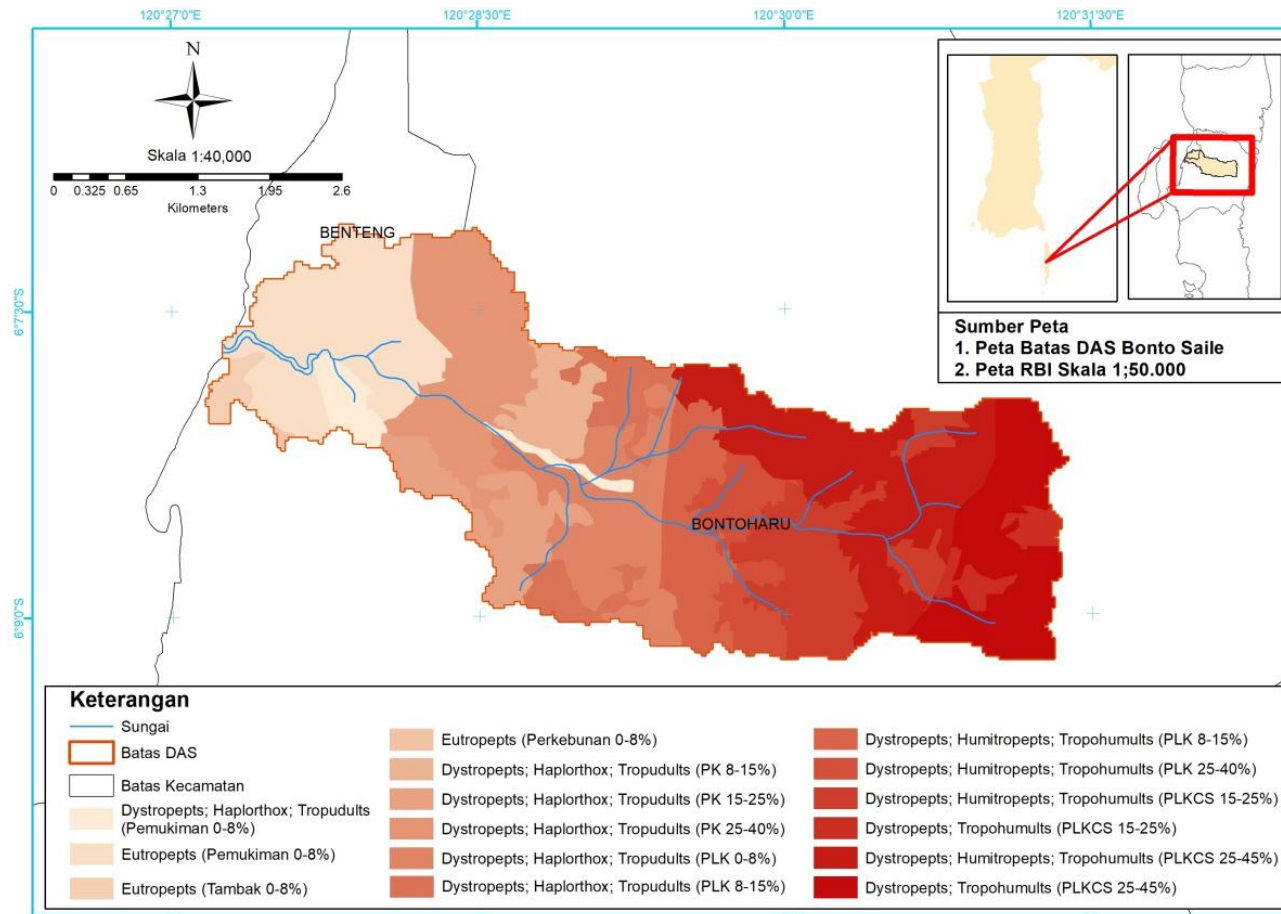 120°27'0"E
120°28'30"E
120°30'0"E
120°31'30"E
N
Skala 1:40,000
0 0.325 0.65 1.3 1.95 2.6
Kilometers
BENTENG
BONTOHARU
6°7'30"S
6°9'0"S
Sumber Peta
1. Peta Batas DAS Bonto Saile
2. Peta RBI Skala 1;50.000
Keterangan
Sungai
Batas DAS
Batas Kecamatan
Dystropepts; Haplorthox; Tropudults
(Pemukiman 0-8%)
Eutropepts (Pemukiman 0-8%)
Eutropepts (Tambak 0-8%)
Eutropepts (Perkebunan 0-8%)
Dystropepts; Haplorthox; Tropudults (PK 8-15%)
Dystropepts; Haplorthox; Tropudults (PK 15-25%)
Dystropepts; Haplorthox; Tropudults (PK 25-40%)
Dystropepts; Haplorthox; Tropudults (PLK 0-8%)
Dystropepts; Haplorthox; Tropudults (PLK 8-15%)
Dystropepts; Humitropepts; Tropohumults (PLK 8-15%)
Dystropepts; Humitropepts; Tropohumults (PLK 25-40%)
Dystropepts; Humitropepts; Tropohumults (PLKCS 15-25%)
Dystropepts; Tropohumults (PLKCS 15-25%)
Dystropepts; Humitropepts; Tropohumults (PLKCS 25-45%)
Dystropepts; Tropohumults (PLKCS 25-45%)